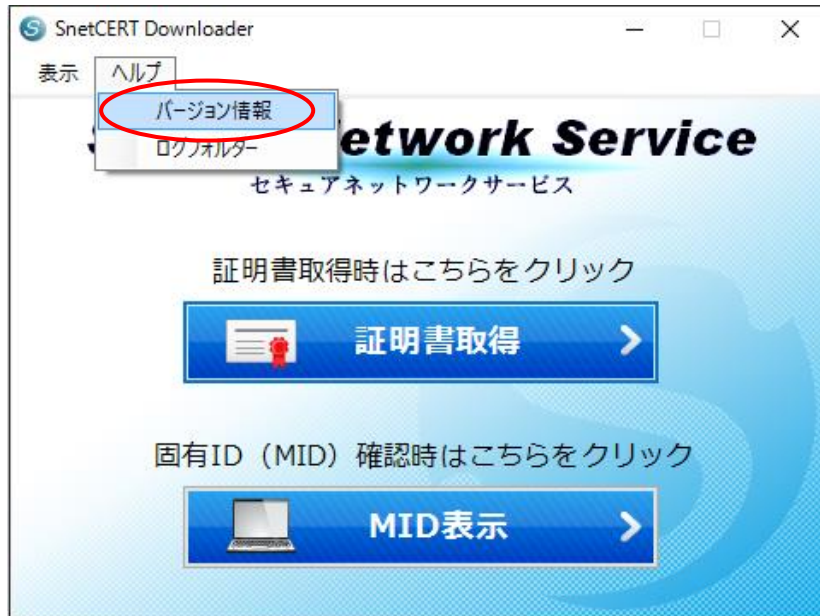 SnetCERT Downloader
表示 ヘルプ
バージョン情報
ログフォルダー
etwork Service
セキュアネットワークサービス
証明書取得時はこちらをクリック
証明書取得
固有ID（MID）確認時はこちらをクリック
MID表示